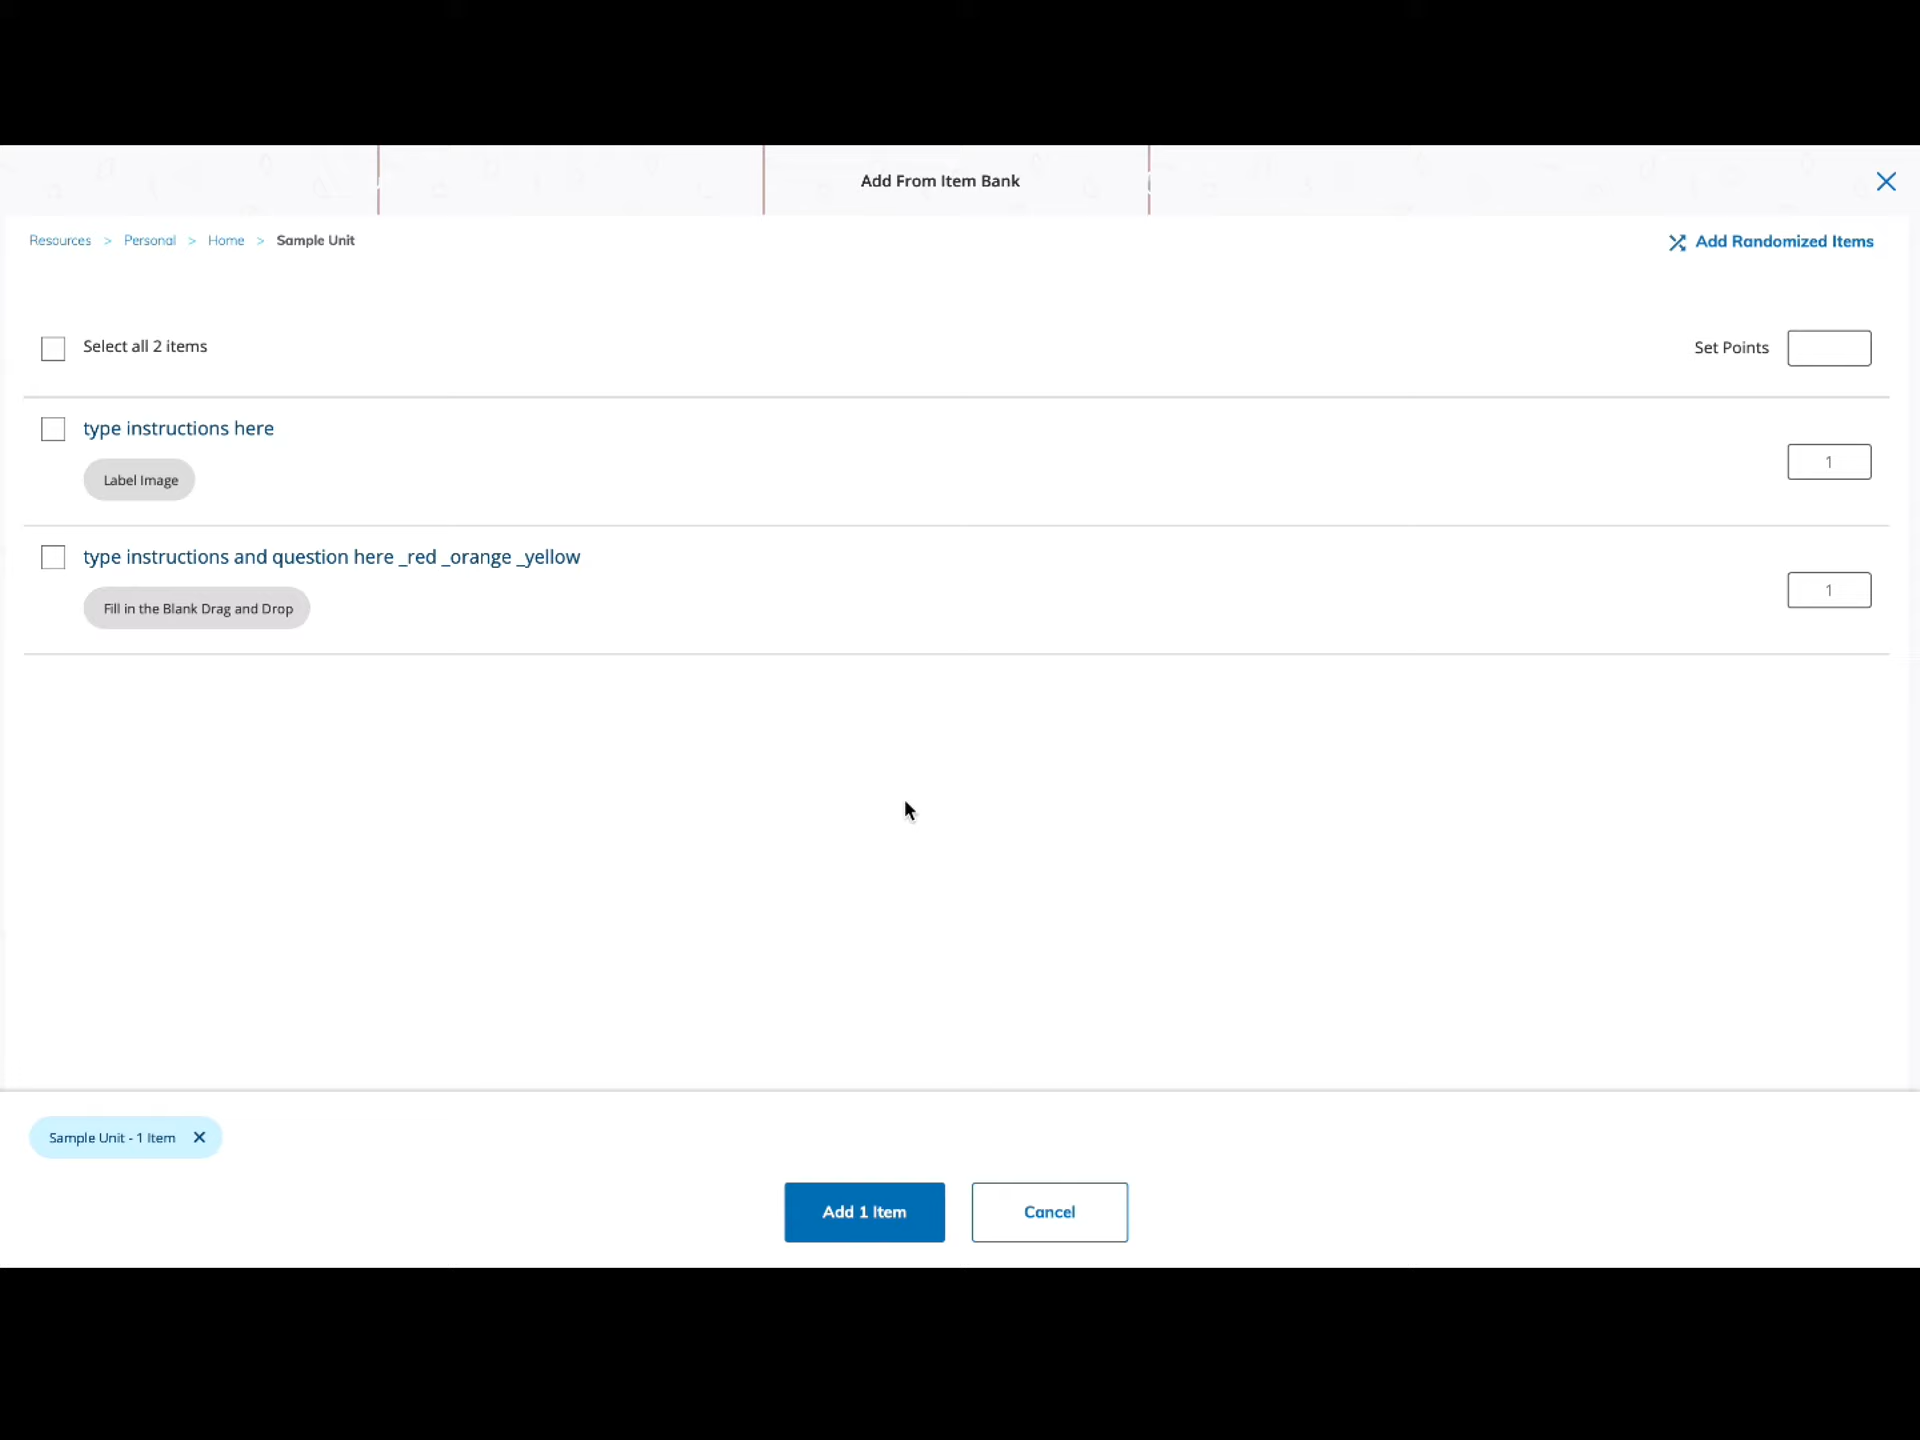 Add From Item Bank
Resources > Personal > Home > Sample Unit
Add Randomized Items
Select all 2 items
Set Points
type instructions here
Label Image
1
type instructions and question here _red _orange _yellow
Fill in the Blank Drag and Drop
1
Sample Unit - 1 Item
Add 1 Item
Cancel